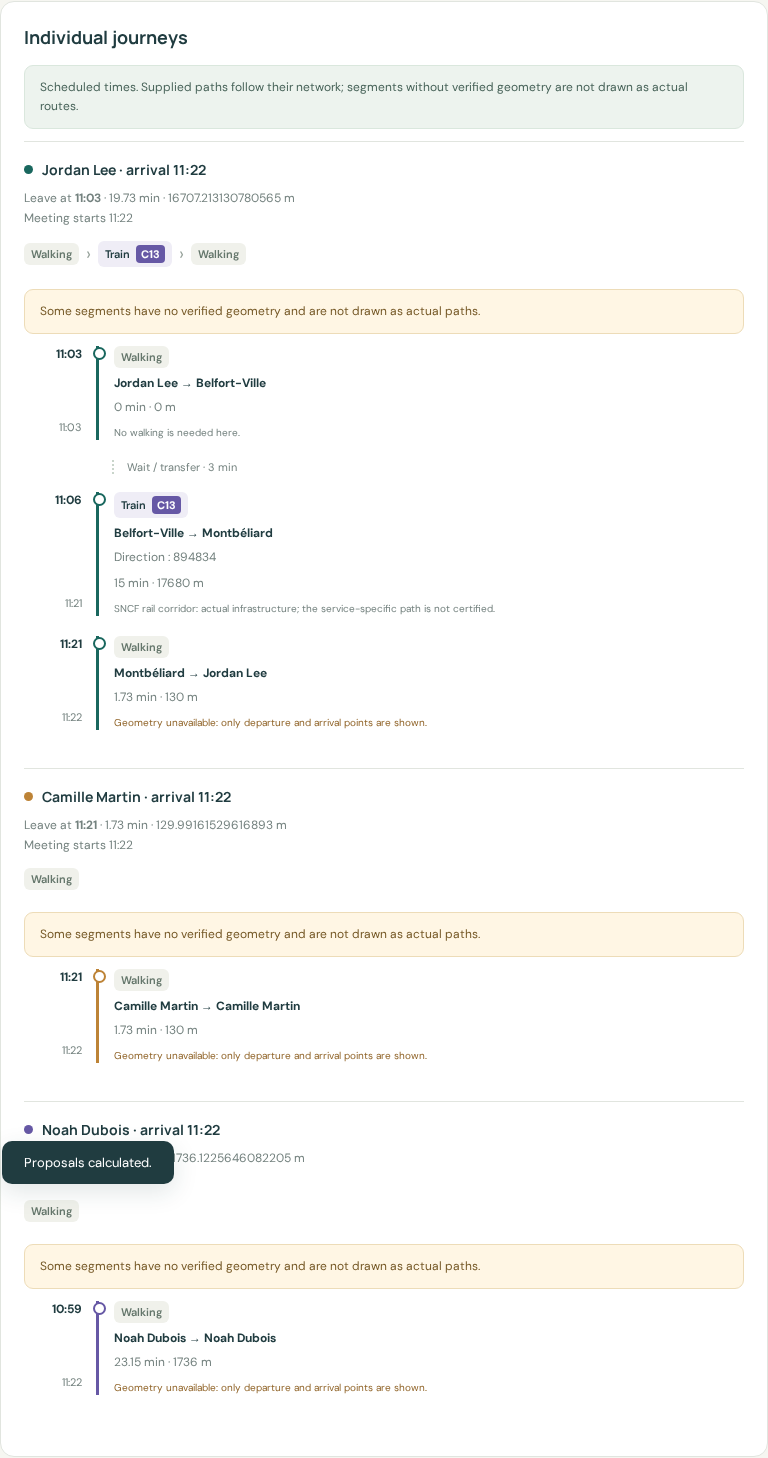 Individual journeys
Scheduled times. Supplied paths follow their network; segments without verified geometry are not drawn as actual
routes.
Jordan Lee · arrival 11:22
Leave at 11:03 · 19.73 min · 16707.213130780565 m
Meeting starts 11:22
Walking › Train C13 › Walking
Some segments have no verified geometry and are not drawn as actual paths.
11:03 Walking
Jordan Lee → Belfort-Ville
0 min · 0 m
11:03 No walking is needed here.
Wait / transfer · 3 min
11:06 Train C13
Belfort-Ville → Montbéliard
Direction : 894834
15 min · 17680 m
11:21 SNCF rail corridor: actual infrastructure; the service-specific path is not certified.
11:21 Walking
Montbéliard → Jordan Lee
1.73 min · 130 m
11:22 Geometry unavailable: only departure and arrival points are shown.
Camille Martin · arrival 11:22
Leave at 11:21 · 1.73 min · 129.99161529616893 m
Meeting starts 11:22
Walking
Some segments have no verified geometry and are not drawn as actual paths.
11:21 Walking
Camille Martin → Camille Martin
1.73 min · 130 m
11:22 Geometry unavailable: only departure and arrival points are shown.
Noah Dubois · arrival 11:22
Proposals calculated.
1736.1225646082205 m
Walking
Some segments have no verified geometry and are not drawn as actual paths.
10:59 Walking
Noah Dubois → Noah Dubois
23.15 min · 1736 m
11:22 Geometry unavailable: only departure and arrival points are shown.